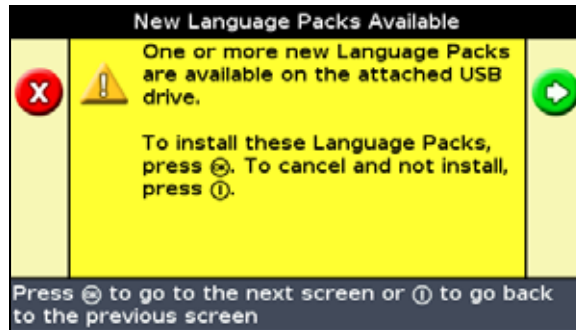 New Language Packs Available
One or more new Language Packs
are available on the attached USB
drive.
To install these Language Packs,
press OK. To cancel and not install,
press ⏼.
Press OK to go to the next screen or ⏼ to go back
to the previous screen